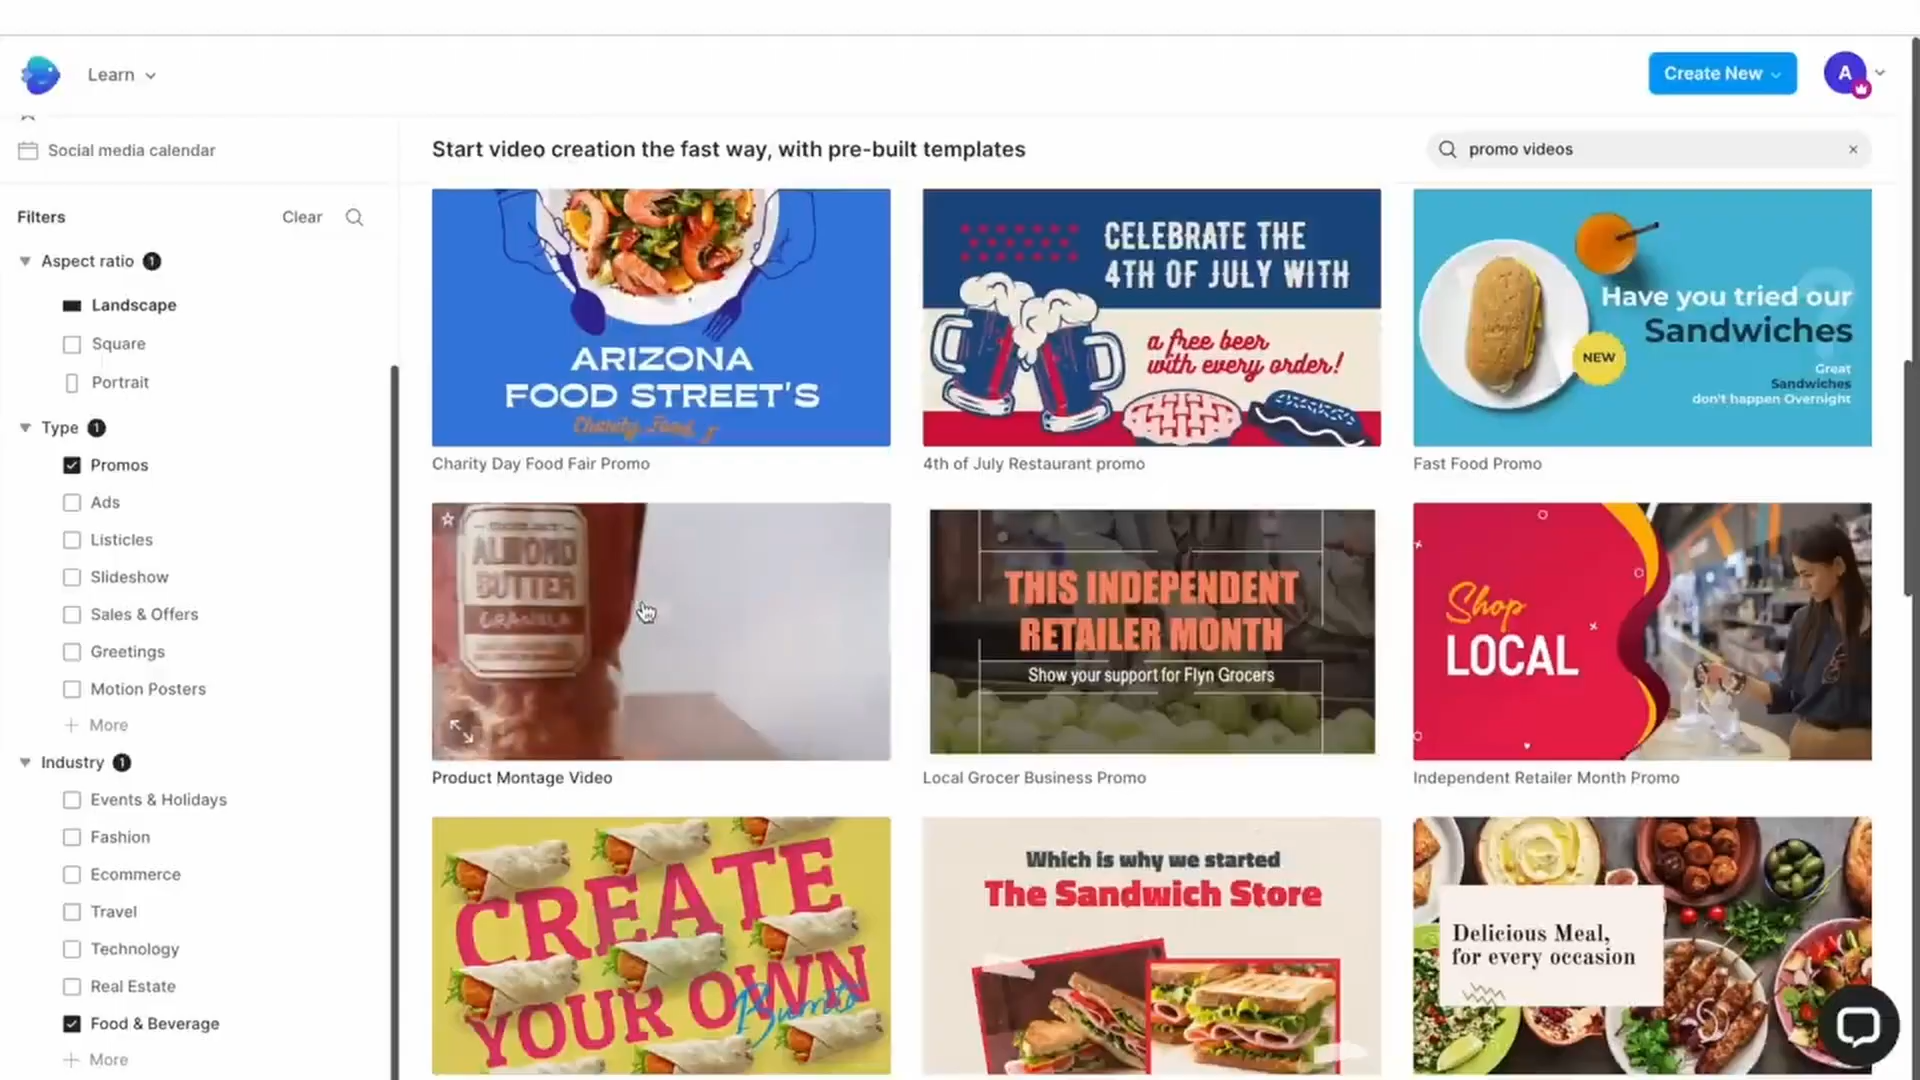 Learn
Create New
A
Social media calendar
Start video creation the fast way, with pre-built templates
promo videos
Filters
Clear
Aspect ratio 1
Landscape
Square
Portrait
Type 1
Promos
Ads
Listicles
Slideshow
Sales & Offers
Greetings
Motion Posters
+ More
Industry 1
Events & Holidays
Fashion
Ecommerce
Travel
Technology
Real Estate
Food & Beverage
+ More
ARIZONA
FOOD STREET'S
Charity Day Food Fair Promo
CELEBRATE THE
4TH OF JULY WITH
a free beer
with every order!
4th of July Restaurant promo
Have you tried our
Sandwiches
?
NEW
Great
Sandwiches
don't happen Overnight
Fast Food Promo
ALMOND
BUTTER
GRANOLA
Product Montage Video
THIS INDEPENDENT
RETAILER MONTH
Show your support for Flyn Grocers
Local Grocer Business Promo
Shop
LOCAL
Independent Retailer Month Promo
CREATE
YOUR OWN
Burrito
Which is why we started
The Sandwich Store
Delicious Meal,
for every occasion